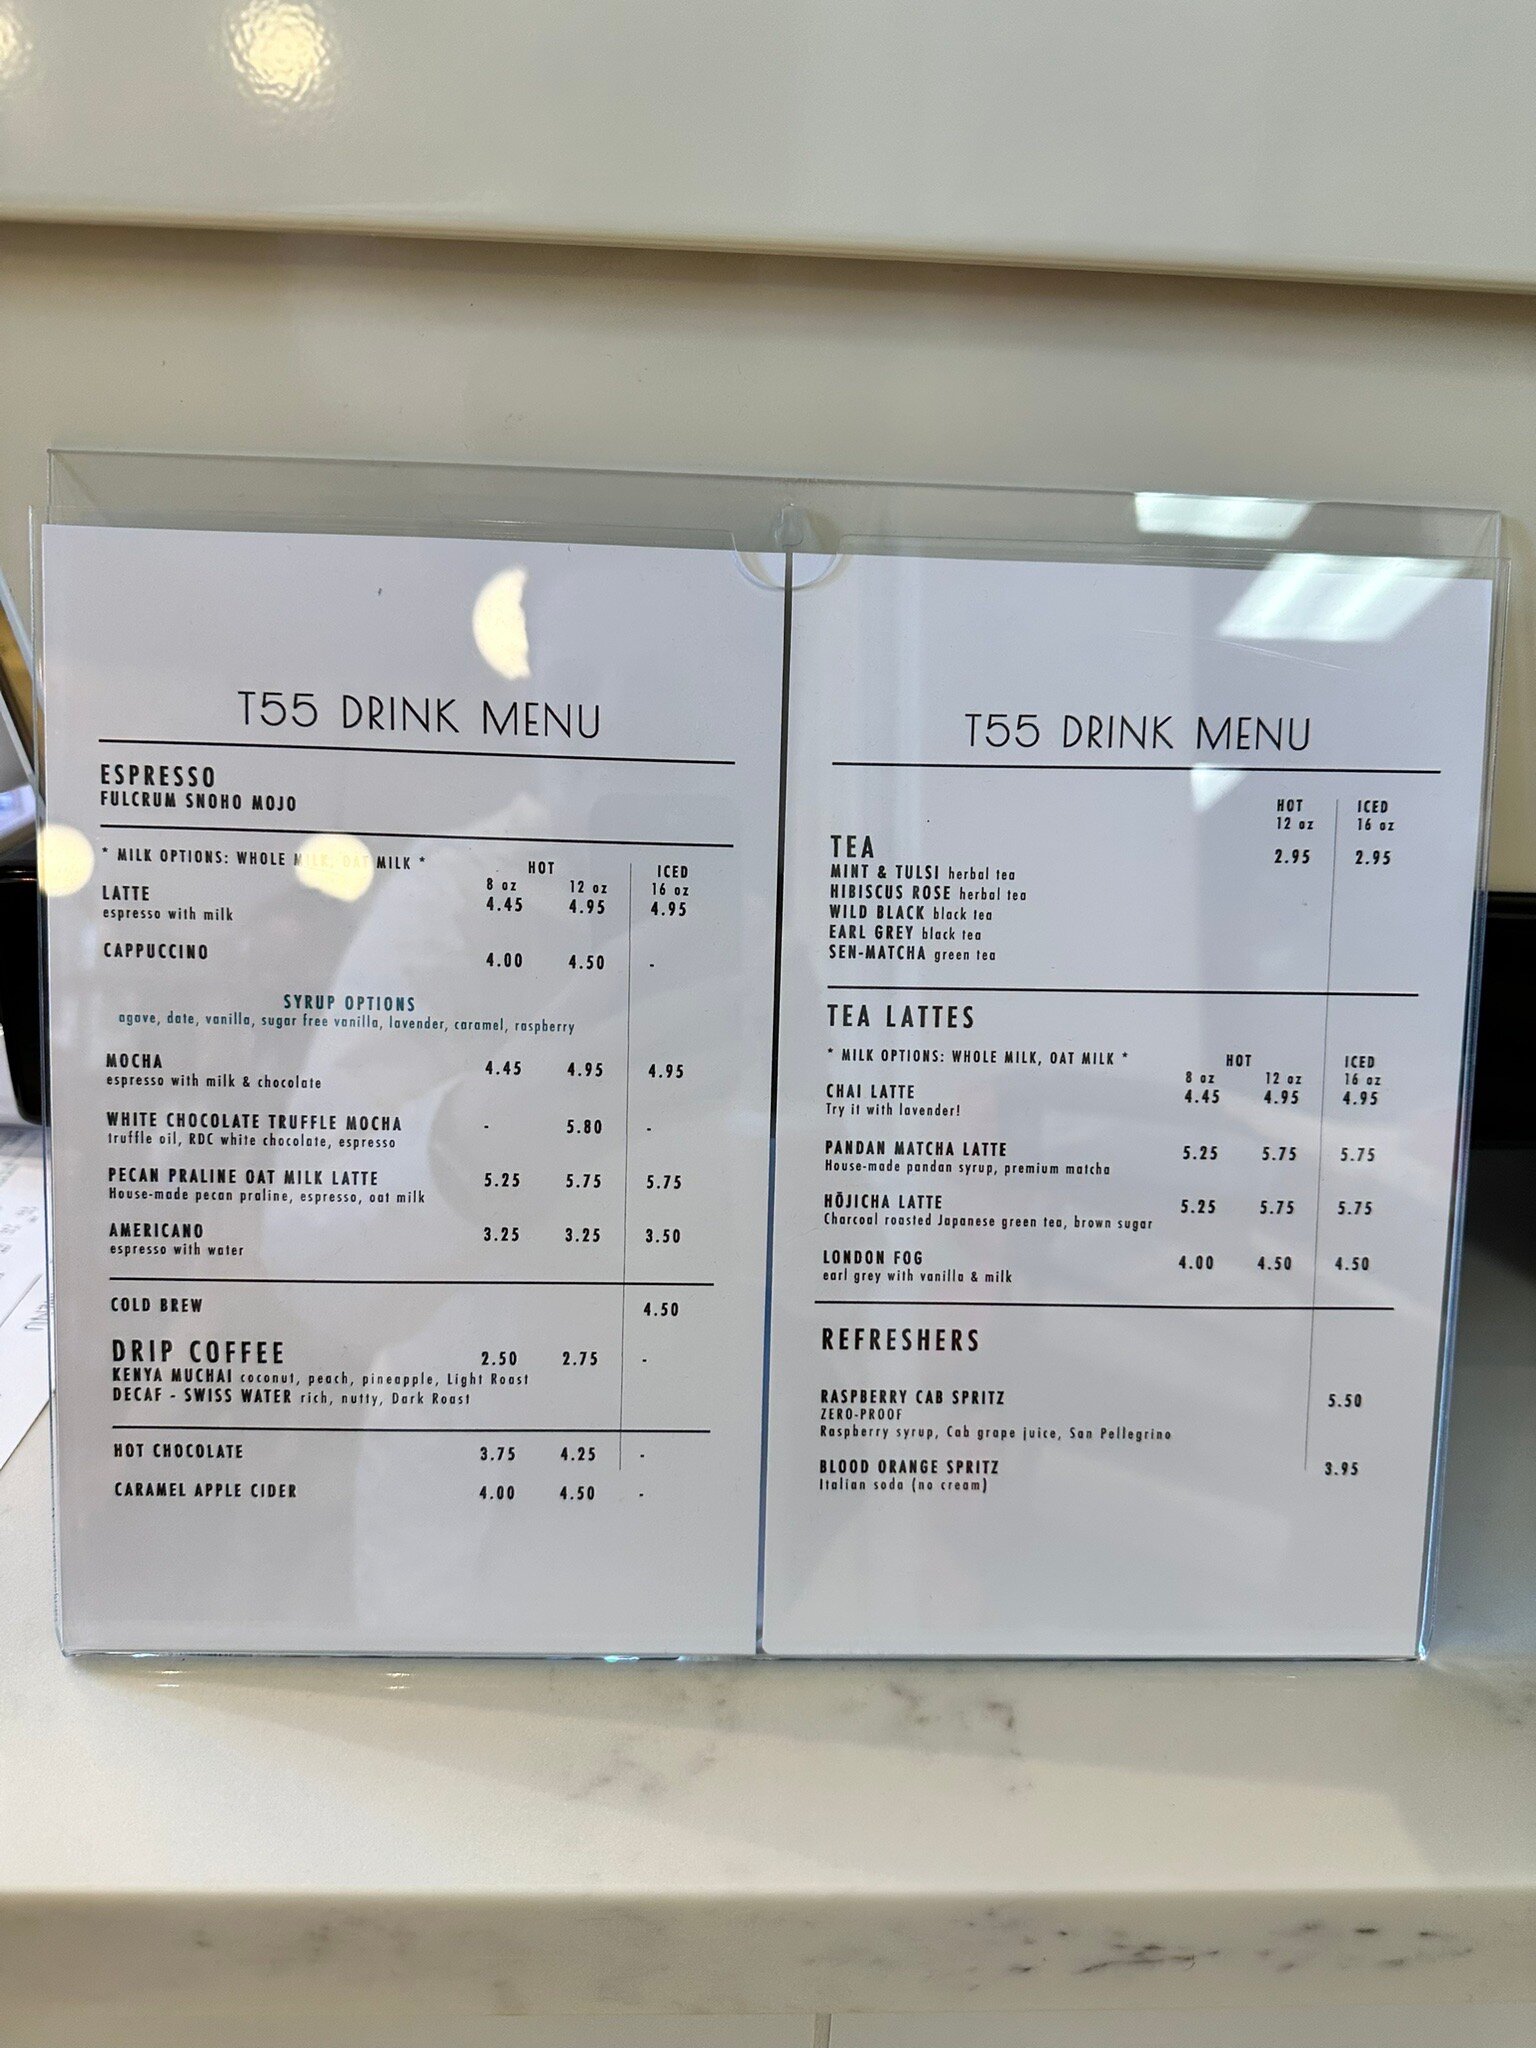 T55 DRINK MENU
ESPRESSO
FULCRUM SNOHO MOJO
* MILK OPTIONS: WHOLE MILK, OAT MILK *
HOT ICED
8 oz 12 oz 16 oz
LATTE 4.45 4.95 4.95
espresso with milk
CAPPUCCINO 4.00 4.50 -
SYRUP OPTIONS
agave, date, vanilla, sugar free vanilla, lavender, caramel, raspberry
MOCHA 4.45 4.95 4.95
espresso with milk & chocolate
WHITE CHOCOLATE TRUFFLE MOCHA - 5.80 -
truffle oil, RDC white chocolate, espresso
PECAN PRALINE OAT MILK LATTE 5.25 5.75 5.75
House-made pecan praline, espresso, oat milk
AMERICANO 3.25 3.25 3.50
espresso with water
COLD BREW 4.50
DRIP COFFEE 2.50 2.75 -
KENYA MUCHAI coconut, peach, pineapple, Light Roast
DECAF - SWISS WATER rich, nutty, Dark Roast
HOT CHOCOLATE 3.75 4.25 -
CARAMEL APPLE CIDER 4.00 4.50 -
T55 DRINK MENU
HOT ICED
12 oz 16 oz
TEA 2.95 2.95
MINT & TULSI herbal tea
HIBISCUS ROSE herbal tea
WILD BLACK black tea
EARL GREY black tea
SEN-MATCHA green tea
TEA LATTES
* MILK OPTIONS: WHOLE MILK, OAT MILK *
HOT ICED
8 oz 12 oz 16 oz
CHAI LATTE 4.45 4.95 4.95
Try it with lavender!
PANDAN MATCHA LATTE 5.25 5.75 5.75
House-made pandan syrup, premium matcha
HŌJICHA LATTE 5.25 5.75 5.75
Charcoal roasted Japanese green tea, brown sugar
LONDON FOG 4.00 4.50 4.50
earl grey with vanilla & milk
REFRESHERS
RASPBERRY CAB SPRITZ 5.50
ZERO-PROOF
Raspberry syrup, Cab grape juice, San Pellegrino
BLOOD ORANGE SPRITZ 3.95
Italian soda (no cream)